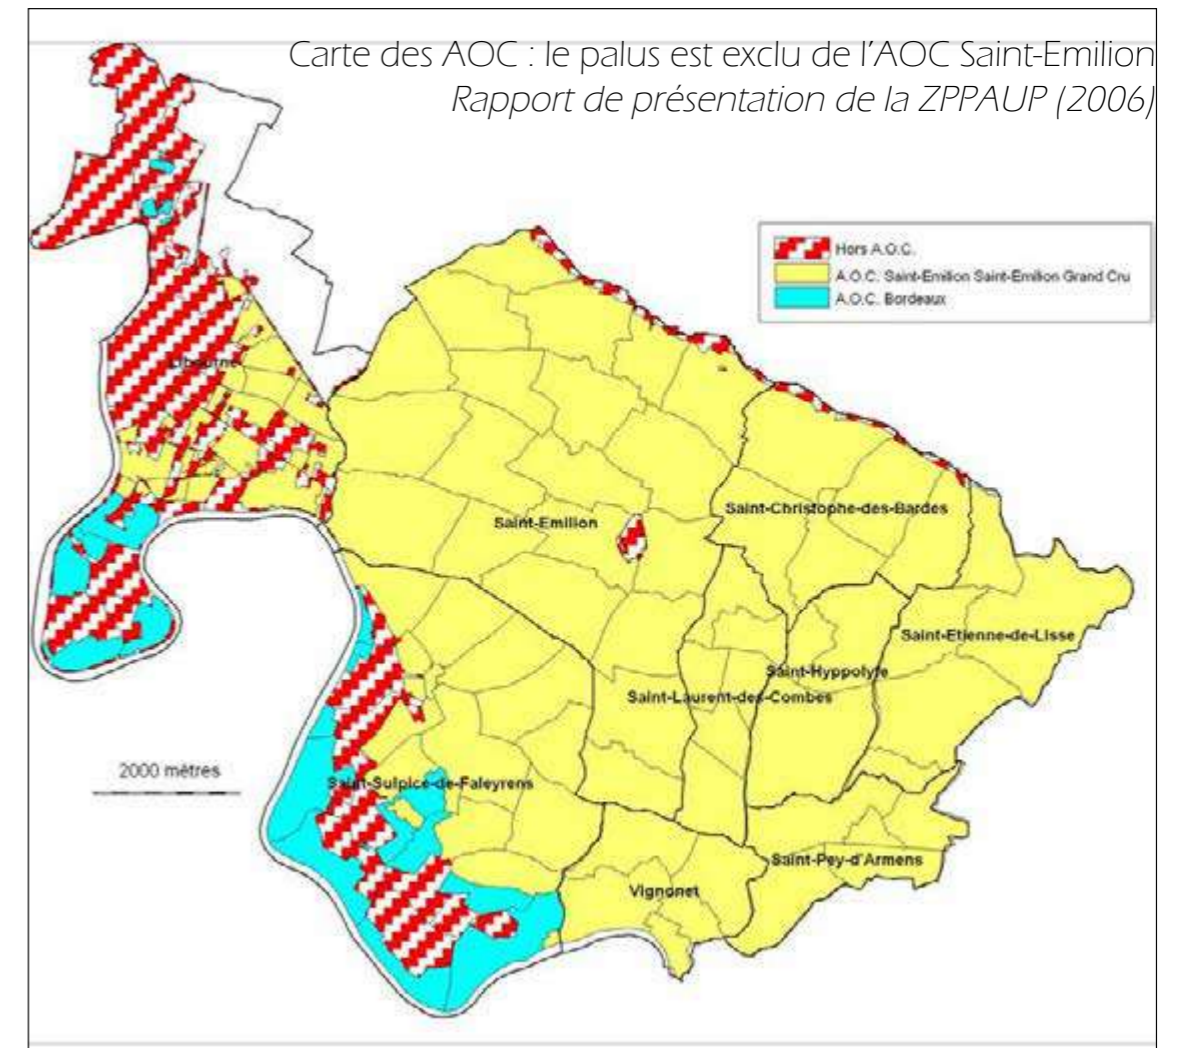 Carte des AOC : le palus est exclu de l'AOC Saint-Emilion
Rapport de présentation de la ZPPAUP (2006)
Hors A.O.C.
A.O.C. Saint-Emilion Saint-Emilion Grand Cru
A.O.C. Bordeaux
Libourne
Saint-Emilion
Saint-Christophe-des-Bardes
Saint-Etienne-de-Lisse
Saint-Hyppolyte
Saint-Laurent-des-Combes
2000 mètres
Saint-Sulpice-de-Faleyrens
Saint-Pey-d'Armens
Vignonet